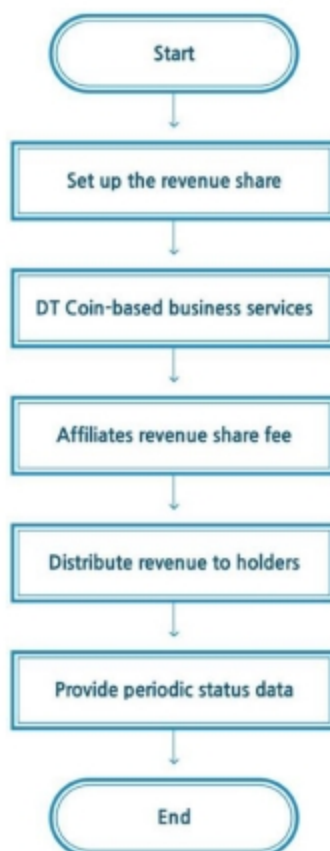 Start
Set up the revenue share
DT Coin-based business services
Affiliates revenue share fee
Distribute revenue to holders
Provide periodic status data
End